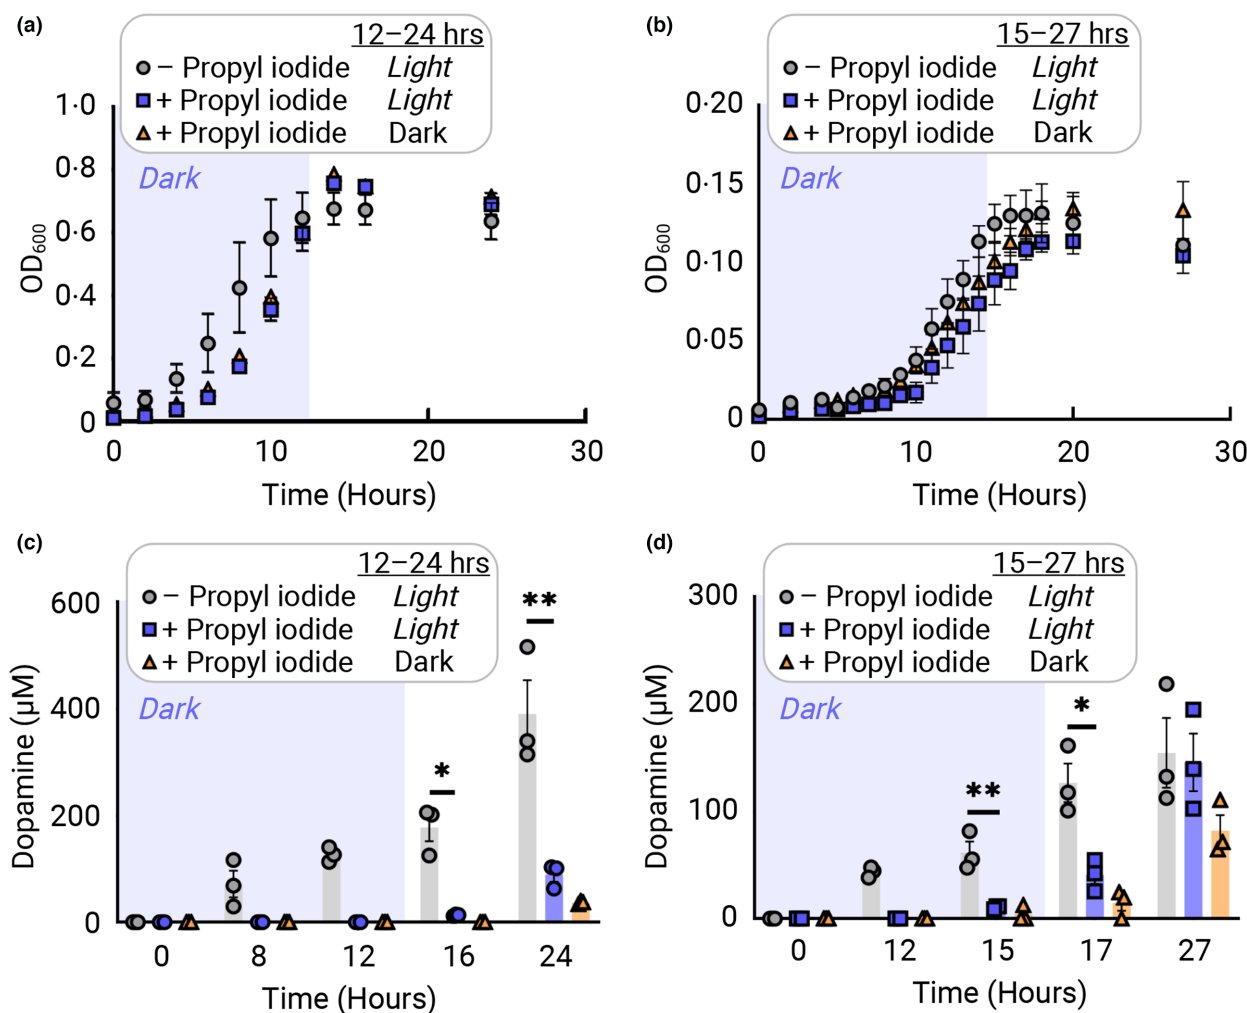 (a)
12–24 hrs
– Propyl iodide Light
+ Propyl iodide Light
+ Propyl iodide Dark
Dark
1·0
0·8
0·6
0·4
0·2
0
OD600
0 10 20 30
Time (Hours)
(b)
15–27 hrs
– Propyl iodide Light
+ Propyl iodide Light
+ Propyl iodide Dark
Dark
0·20
0·15
0·10
0·05
0
OD600
0 10 20 30
Time (Hours)
(c)
12–24 hrs
– Propyl iodide Light
+ Propyl iodide Light
+ Propyl iodide Dark
Dark
600
400
200
0
Dopamine (µM)
*
**
0 8 12 16 24
Time (Hours)
(d)
15–27 hrs
– Propyl iodide Light
+ Propyl iodide Light
+ Propyl iodide Dark
Dark
300
200
100
0
Dopamine (µM)
**
*
0 12 15 17 27
Time (Hours)